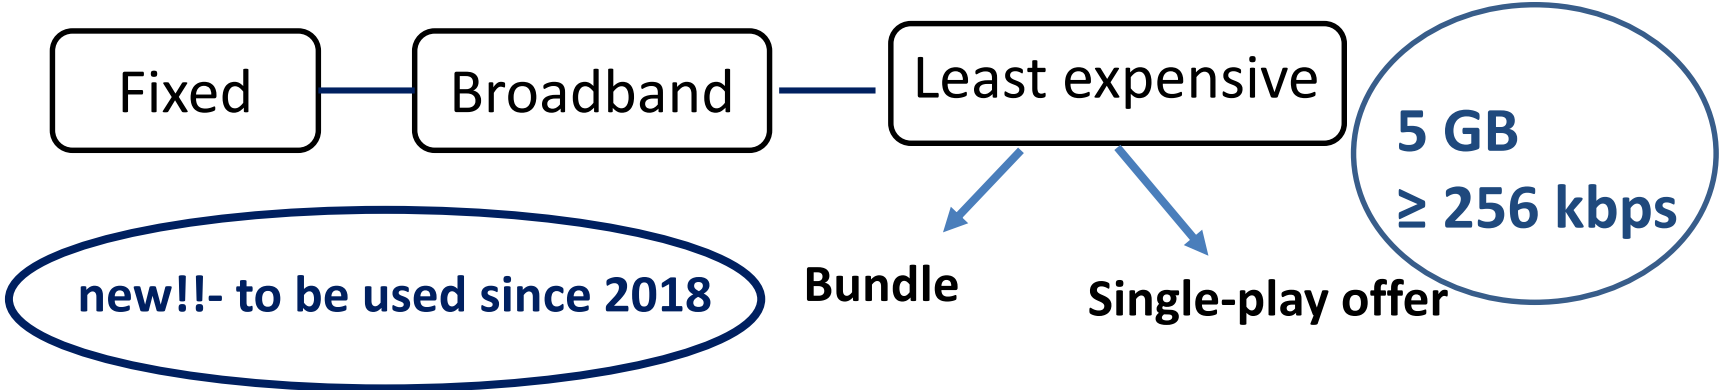 Fixed
Broadband
Least expensive
5 GB
≥ 256 kbps
new!!- to be used since 2018
Bundle
Single-play offer